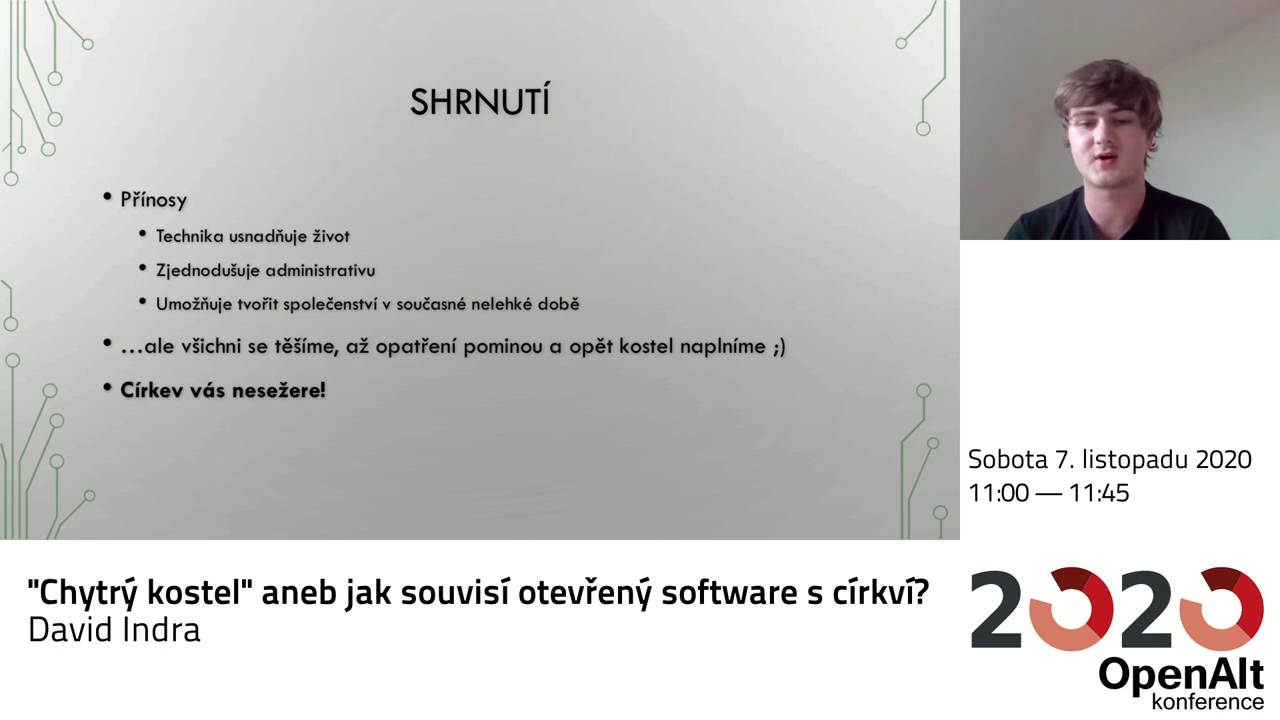 SHRNUTÍ
• Přínosy
• Technika usnadňuje život
• Zjednodušuje administrativu
• Umožňuje tvořit společenství v současné nelehké době
• ...ale všichni se těšíme, až opatření pominou a opět kostel naplníme ;)
• Církev vás nesežere!
Sobota 7. listopadu 2020
11:00 — 11:45
"Chytrý kostel" aneb jak souvisí otevřený software s církví?
David Indra
2020
OpenAlt
konference